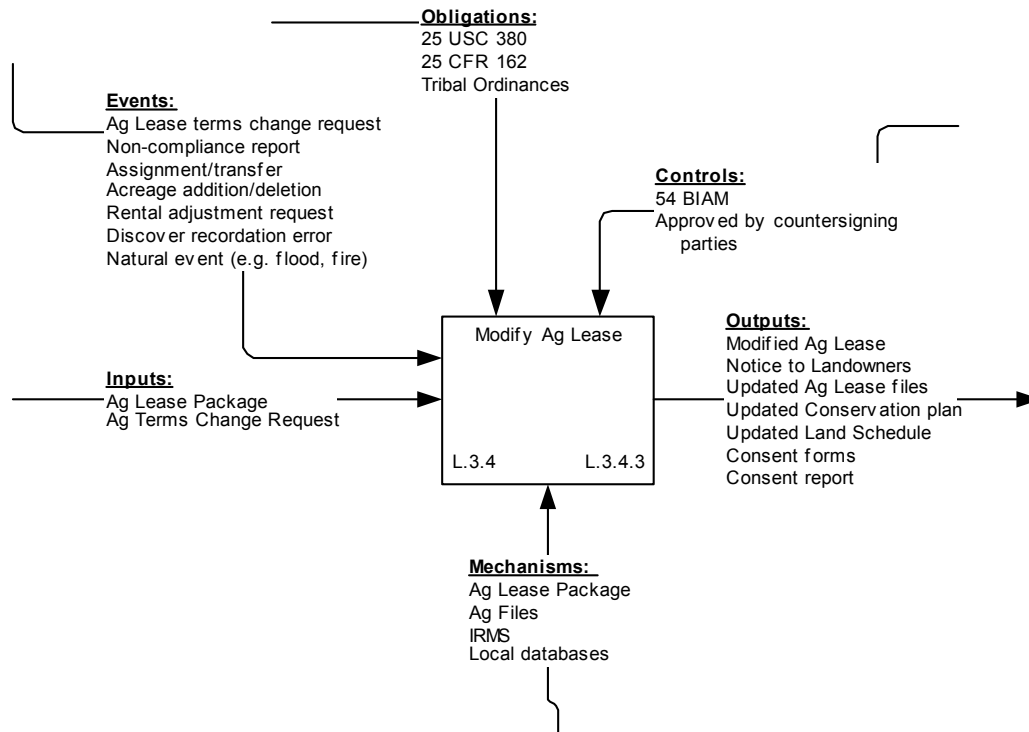 Obligations:
25 USC 380
25 CFR 162
Tribal Ordinances
Events:
Ag Lease terms change request
Non-compliance report
Assignment/transfer
Acreage addition/deletion
Rental adjustment request
Discover recordation error
Natural event (e.g. flood, fire)
Controls:
54 BIAM
Approved by countersigning
parties
Inputs:
Ag Lease Package
Ag Terms Change Request
Modify Ag Lease
L.3.4
L.3.4.3
Outputs:
Modified Ag Lease
Notice to Landowners
Updated Ag Lease files
Updated Conservation plan
Updated Land Schedule
Consent forms
Consent report
Mechanisms:
Ag Lease Package
Ag Files
IRMS
Local databases